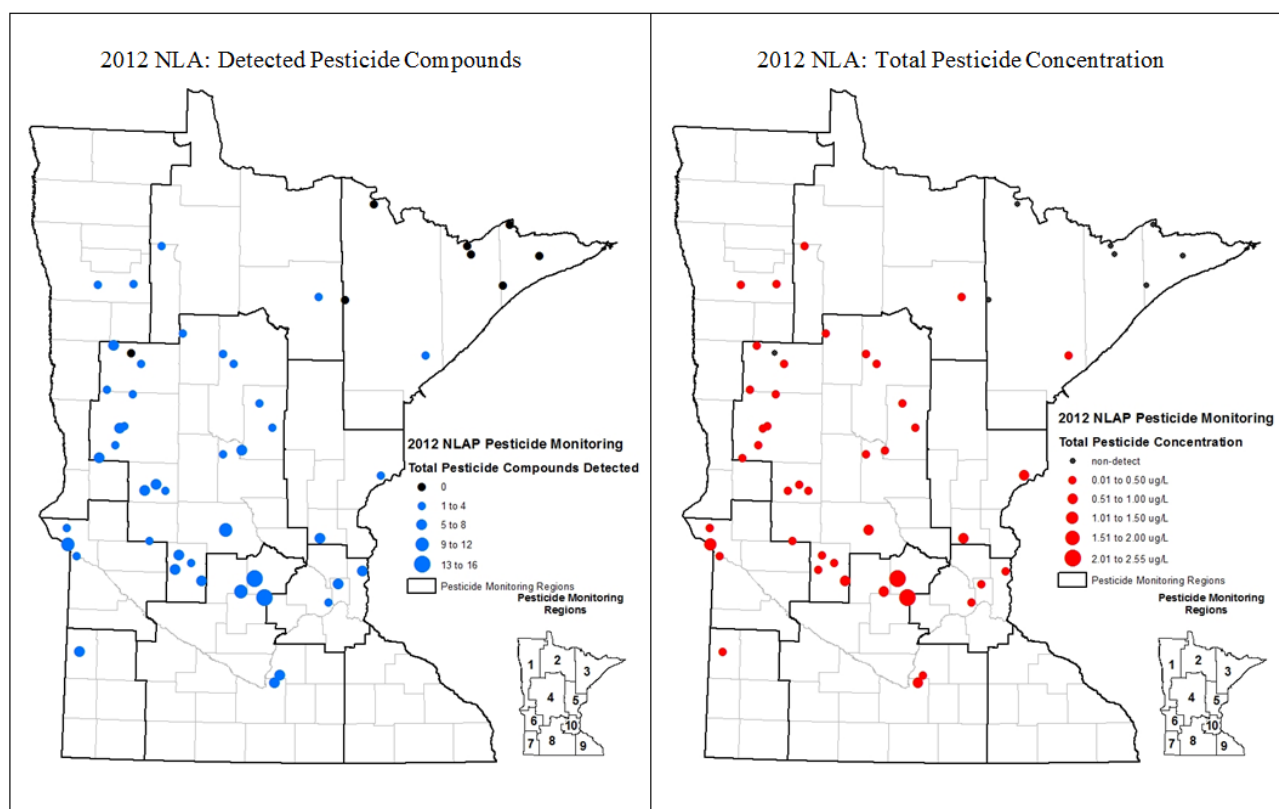 2012 NLA: Detected Pesticide Compounds
2012 NLAP Pesticide Monitoring
Total Pesticide Compounds Detected
0
1 to 4
5 to 8
9 to 12
13 to 16
Pesticide Monitoring Regions
Pesticide Monitoring
Regions
1
2
3
4
5
6
10
7
8
9
2012 NLA: Total Pesticide Concentration
2012 NLAP Pesticide Monitoring
Total Pesticide Concentration
non-detect
0.01 to 0.50 ug/L
0.51 to 1.00 ug/L
1.01 to 1.50 ug/L
1.51 to 2.00 ug/L
2.01 to 2.55 ug/L
Pesticide Monitoring Regions
Pesticide Monitoring
Regions
1
2
3
4
5
6
10
7
8
9